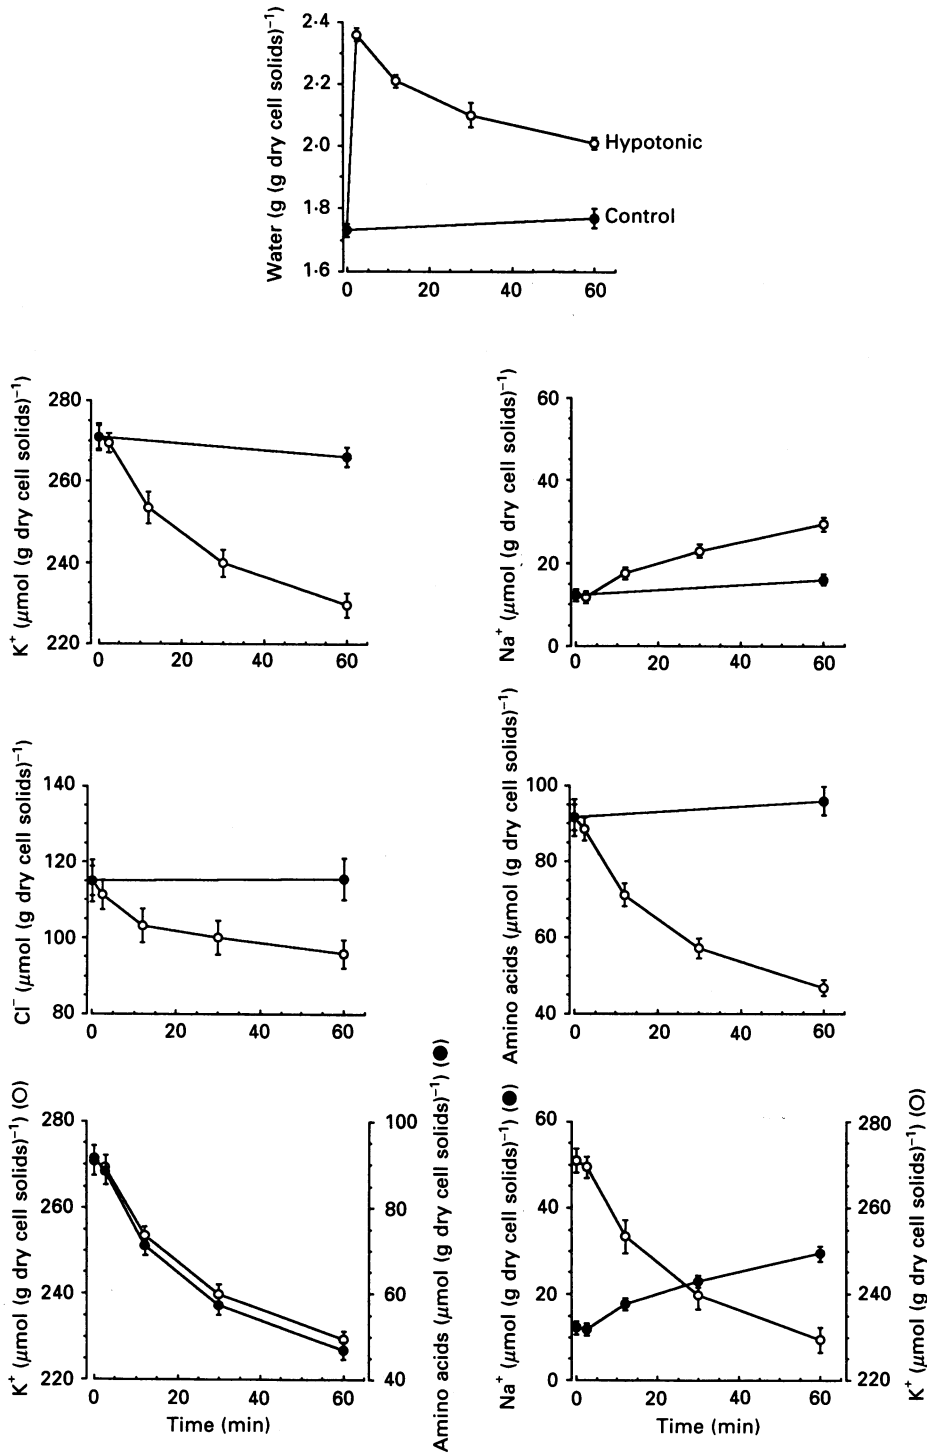 Water (g (g dry cell solids)⁻¹)
2·4
2·2
2·0
1·8
1·6
Hypotonic
Control
0 20 40 60
K⁺ (μmol (g dry cell solids)⁻¹)
280
260
240
220
0 20 40 60
Na⁺ (μmol (g dry cell solids)⁻¹)
60
40
20
0
0 20 40 60
Cl⁻ (μmol (g dry cell solids)⁻¹)
140
120
100
80
0 20 40 60
Amino acids (μmol (g dry cell solids)⁻¹)
100
80
60
40
0 20 40 60
K⁺ (μmol (g dry cell solids)⁻¹) (○)
280
260
240
220
0 20 40 60
Time (min)
100
80
60
40
Amino acids (μmol (g dry cell solids)⁻¹) (●)
Na⁺ (μmol (g dry cell solids)⁻¹) (●)
60
40
20
0
0 20 40 60
Time (min)
280
260
240
220
K⁺ (μmol (g dry cell solids)⁻¹) (○)